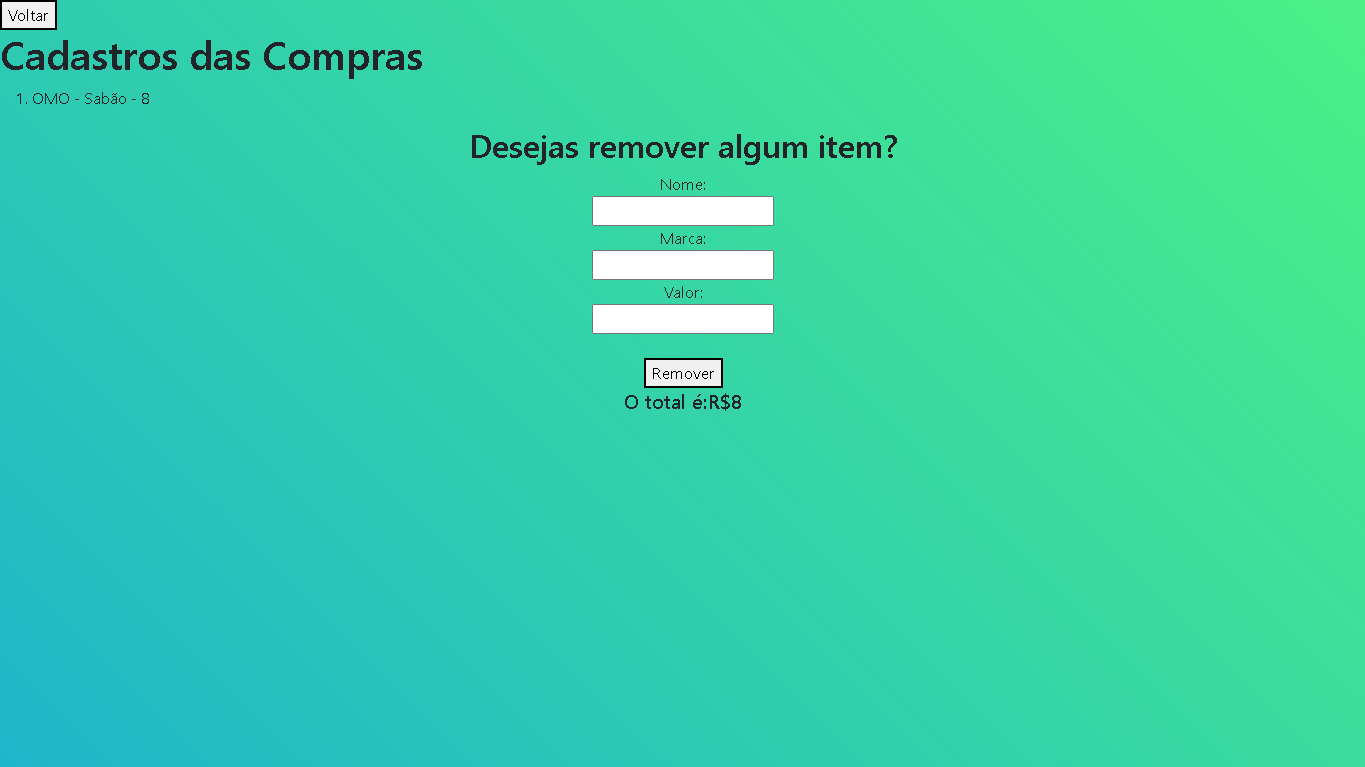 Voltar
Cadastros das Compras
1. OMO - Sabão - 8
Desejas remover algum item?
Nome:
Marca:
Valor:
Remover
O total é:R$8